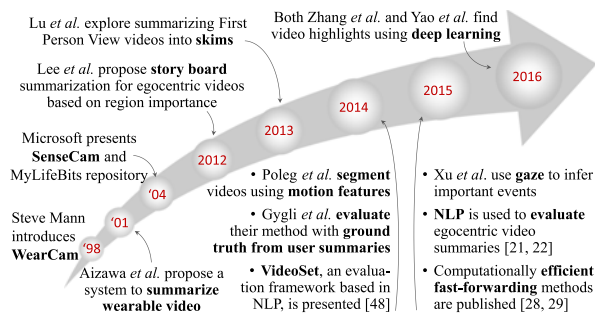 Lu et al. explore summarizing First
Person View videos into skims
Both Zhang et al. and Yao et al. find
video highlights using deep learning
Lee et al. propose story board
summarization for egocentric videos
based on region importance
Microsoft presents
SenseCam and
MyLifeBits repository
Steve Mann
introduces
WearCam
‘98
‘01
‘04
2012
2013
2014
2015
2016
Aizawa et al. propose a
system to summarize
wearable video
• Poleg et al. segment
videos using motion features
• Gygli et al. evaluate
their method with ground
truth from user summaries
• VideoSet, an evalua-
tion framework based in
NLP, is presented [48]
• Xu et al. use gaze to infer
important events
• NLP is used to evaluate
egocentric video
summaries [21, 22]
• Computationally efficient
fast-forwarding methods
are published [28, 29]